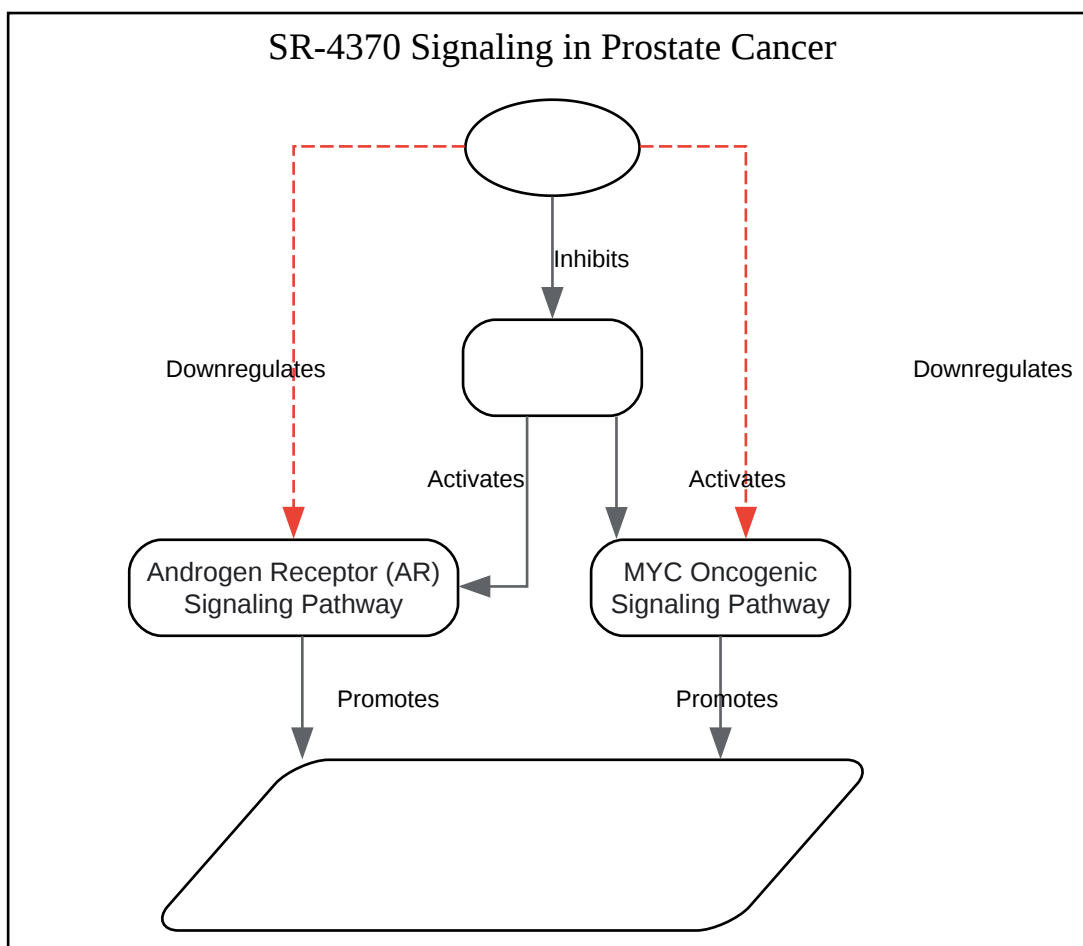 SR-4370 Signaling in Prostate Cancer
Inhibits
Downregulates
Downregulates
Activates
Activates
Androgen Receptor (AR)
Signaling Pathway
MYC Oncogenic
Signaling Pathway
Promotes
Promotes